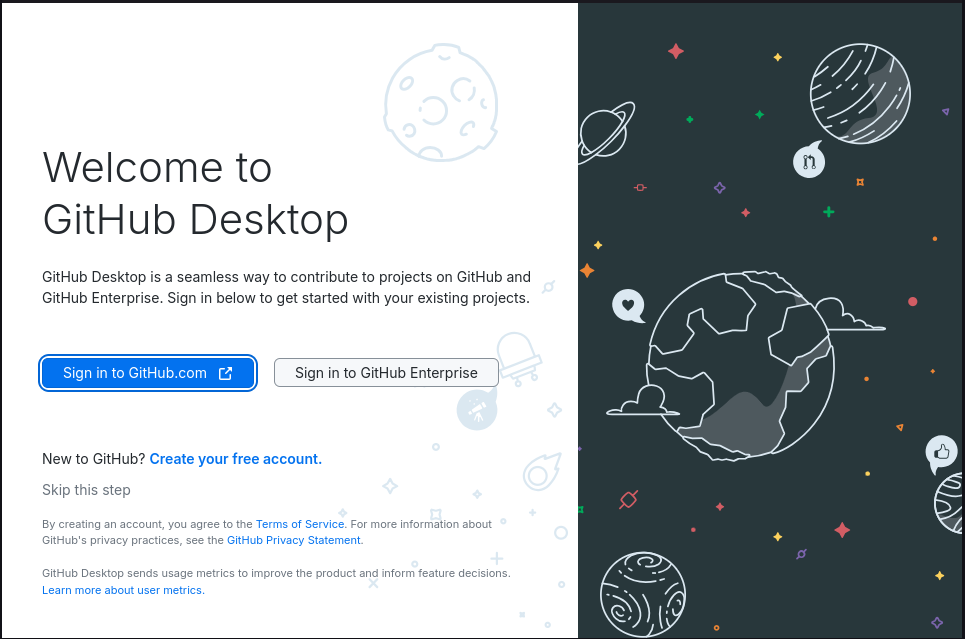 Welcome to
GitHub Desktop
GitHub Desktop is a seamless way to contribute to projects on GitHub and
GitHub Enterprise. Sign in below to get started with your existing projects.
Sign in to GitHub.com
Sign in to GitHub Enterprise
New to GitHub? Create your free account.
Skip this step
By creating an account, you agree to the Terms of Service. For more information about
GitHub's privacy practices, see the GitHub Privacy Statement.
GitHub Desktop sends usage metrics to improve the product and inform feature decisions.
Learn more about user metrics.